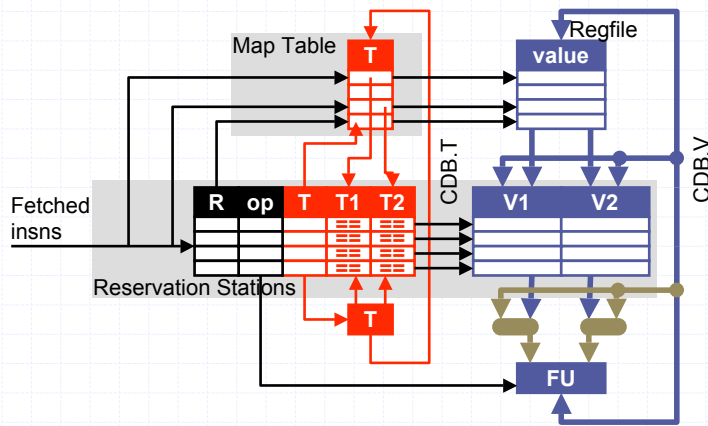 Regfile
Map Table
T
value
CDB.T
CDB.V
Fetched
insns
R op T T1 T2
V1 V2
== == == ==
== == == ==
== == == ==
== == == ==
Reservation Stations
T
FU